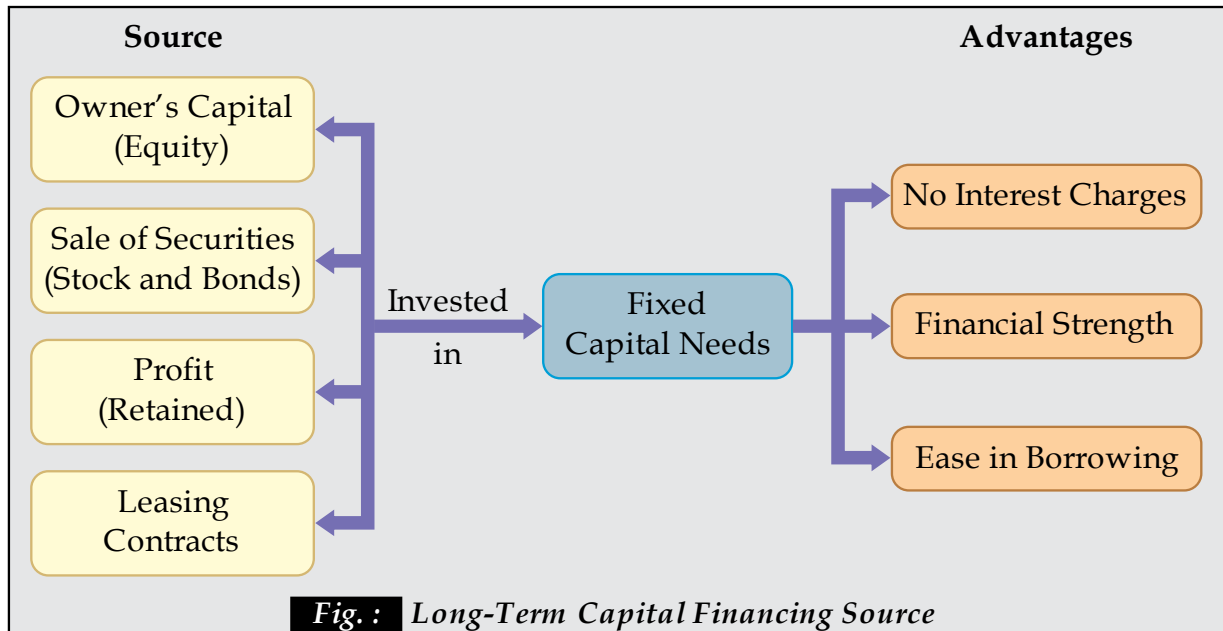 Source
Owner's Capital
(Equity)
Sale of Securities
(Stock and Bonds)
Profit
(Retained)
Leasing
Contracts
Invested
in
Fixed
Capital Needs
Advantages
No Interest Charges
Financial Strength
Ease in Borrowing
Fig. : Long-Term Capital Financing Source